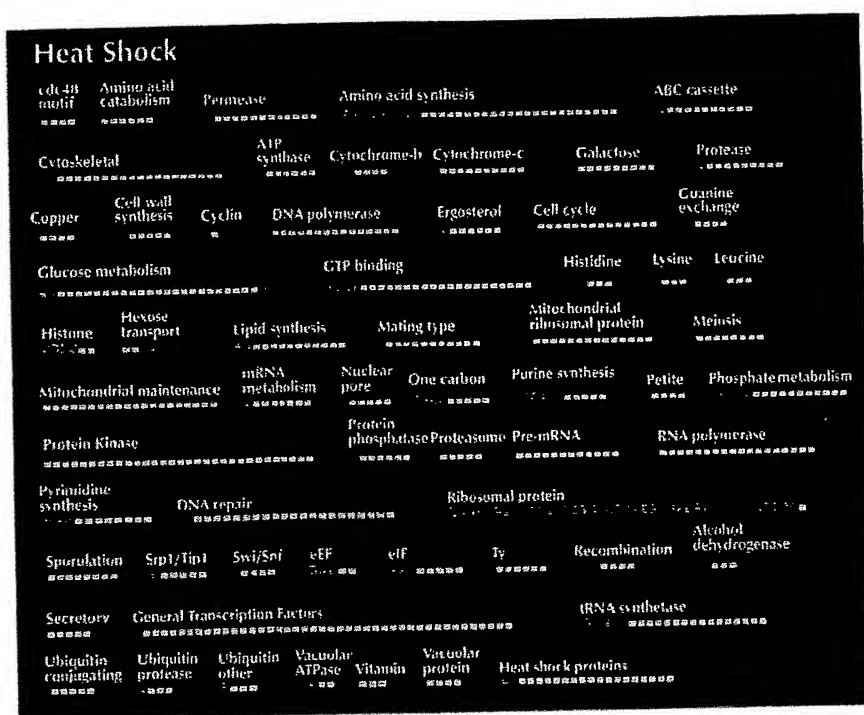 Heat Shock
cdc48 motif
Amino acid catabolism
Permease
Amino acid synthesis
ABC cassette
Cytoskeletal
ATP synthase
Cytochrome-b
Cytochrome-c
Galactose
Protease
Copper
Cell wall synthesis
Cyclin
DNA polymerase
Ergosterol
Cell cycle
Guanine exchange
Glucose metabolism
GTP binding
Histidine
Lysine
Leucine
Histone
Hexose transport
Lipid synthesis
Mating type
Mitochondrial ribosomal protein
Meiosis
Mitochondrial maintenance
mRNA metabolism
Nuclear pore
One carbon
Purine synthesis
Petite
Phosphate metabolism
Protein Kinase
Protein phosphatase
Proteasome
Pre-mRNA
RNA polymerase
Pyrimidine synthesis
DNA repair
Ribosomal protein
Sporulation
Srp1/Tip1
Swi/Snf
eEF
eIF
Ty
Recombination
Alcohol dehydrogenase
Secretory
General Transcription Factors
tRNA synthetase
Ubiquitin conjugating
Ubiquitin protease
Ubiquitin other
Vacuolar ATPase
Vitamin
Vacuolar protein
Heat shock proteins